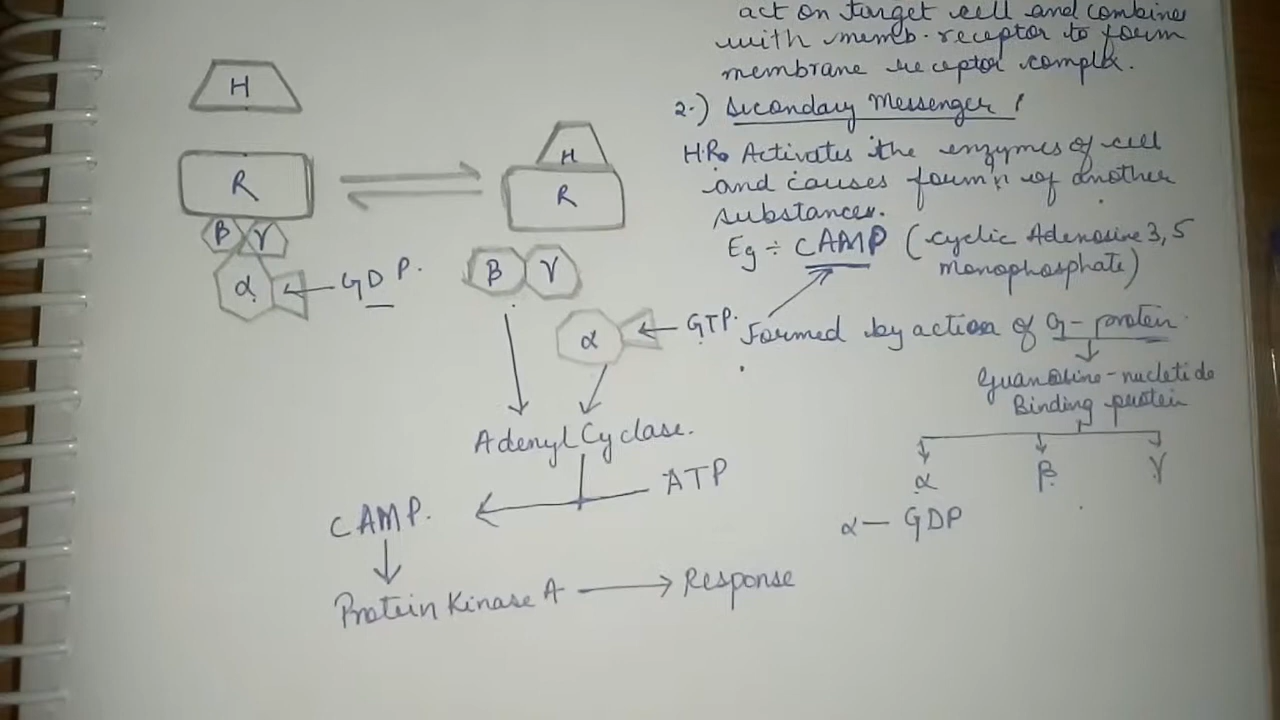 act on target cell and combines
with memb. receptor to form
membrane receptor complex.
2.) Secondary Messenger
H.R. Activates the enzymes of cell
and causes form'n of another
substances.
Eg ÷ CAMP (cyclic Adenosine 3, 5
monophosphate)
Formed by action of G-protein
Guanosine-nucleotide
Binding protein
α β γ
α — GDP
H
R
β γ
α GDP.
H
R
β γ
α GTP.
Adenyl Cyclase.
ATP
CAMP.
Protein Kinase A
Response